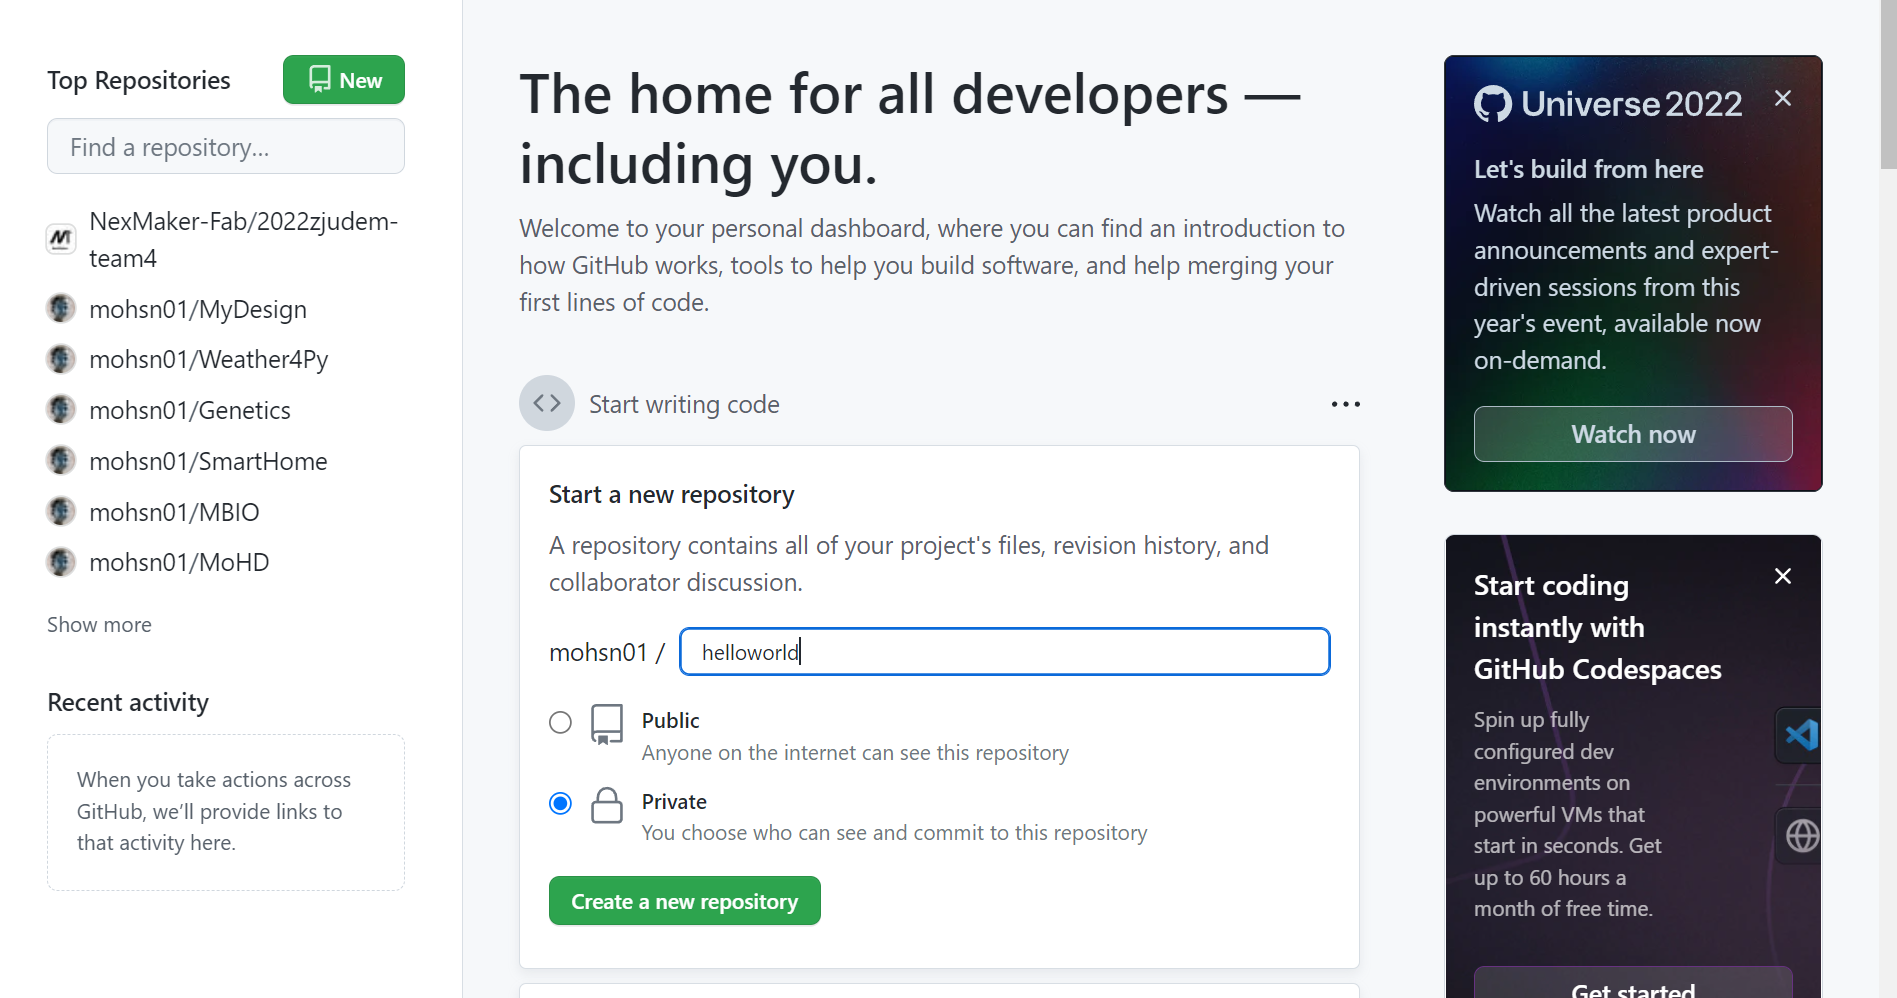 Top Repositories
New
Find a repository...
NexMaker-Fab/2022zjudem-
team4
mohsn01/MyDesign
mohsn01/Weather4Py
mohsn01/Genetics
mohsn01/SmartHome
mohsn01/MBIO
mohsn01/MoHD
Show more
Recent activity
When you take actions across
GitHub, we’ll provide links to
that activity here.
The home for all developers —
including you.
Welcome to your personal dashboard, where you can find an introduction to
how GitHub works, tools to help you build software, and help merging your
first lines of code.
Start writing code
Start a new repository
A repository contains all of your project's files, revision history, and
collaborator discussion.
mohsn01 / helloworld
Public
Anyone on the internet can see this repository
Private
You choose who can see and commit to this repository
Create a new repository
Universe 2022
Let's build from here
Watch all the latest product
announcements and expert-
driven sessions from this
year's event, available now
on-demand.
Watch now
Start coding
instantly with
GitHub Codespaces
Spin up fully
configured dev
environments on
powerful VMs that
start in seconds. Get
up to 60 hours a
month of free time.
Get started